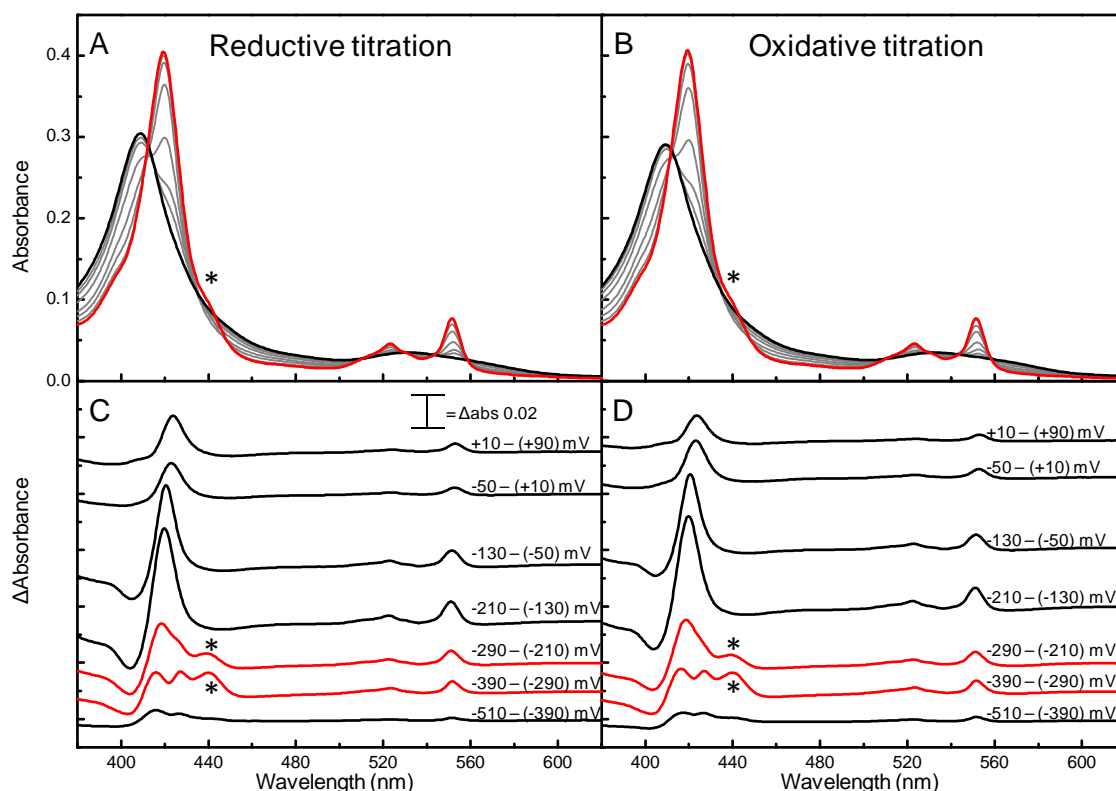 A
Reductive titration
B
Oxidative titration
0.4
0.3
0.2
0.1
0.0
Absorbance
*
*
C
= Δabs 0.02
+10–(+90) mV
-50–(+10) mV
-130–(-50) mV
-210–(-130) mV
-290–(-210) mV
-390–(-290) mV
-510–(-390) mV
*
*
D
+10–(+90) mV
-50–(+10) mV
-130–(-50) mV
-210–(-130) mV
-290–(-210) mV
-390–(-290) mV
-510–(-390) mV
*
*
ΔAbsorbance
400 440 480 520 560 600
400 440 480 520 560 600
Wavelength (nm)
Wavelength (nm)